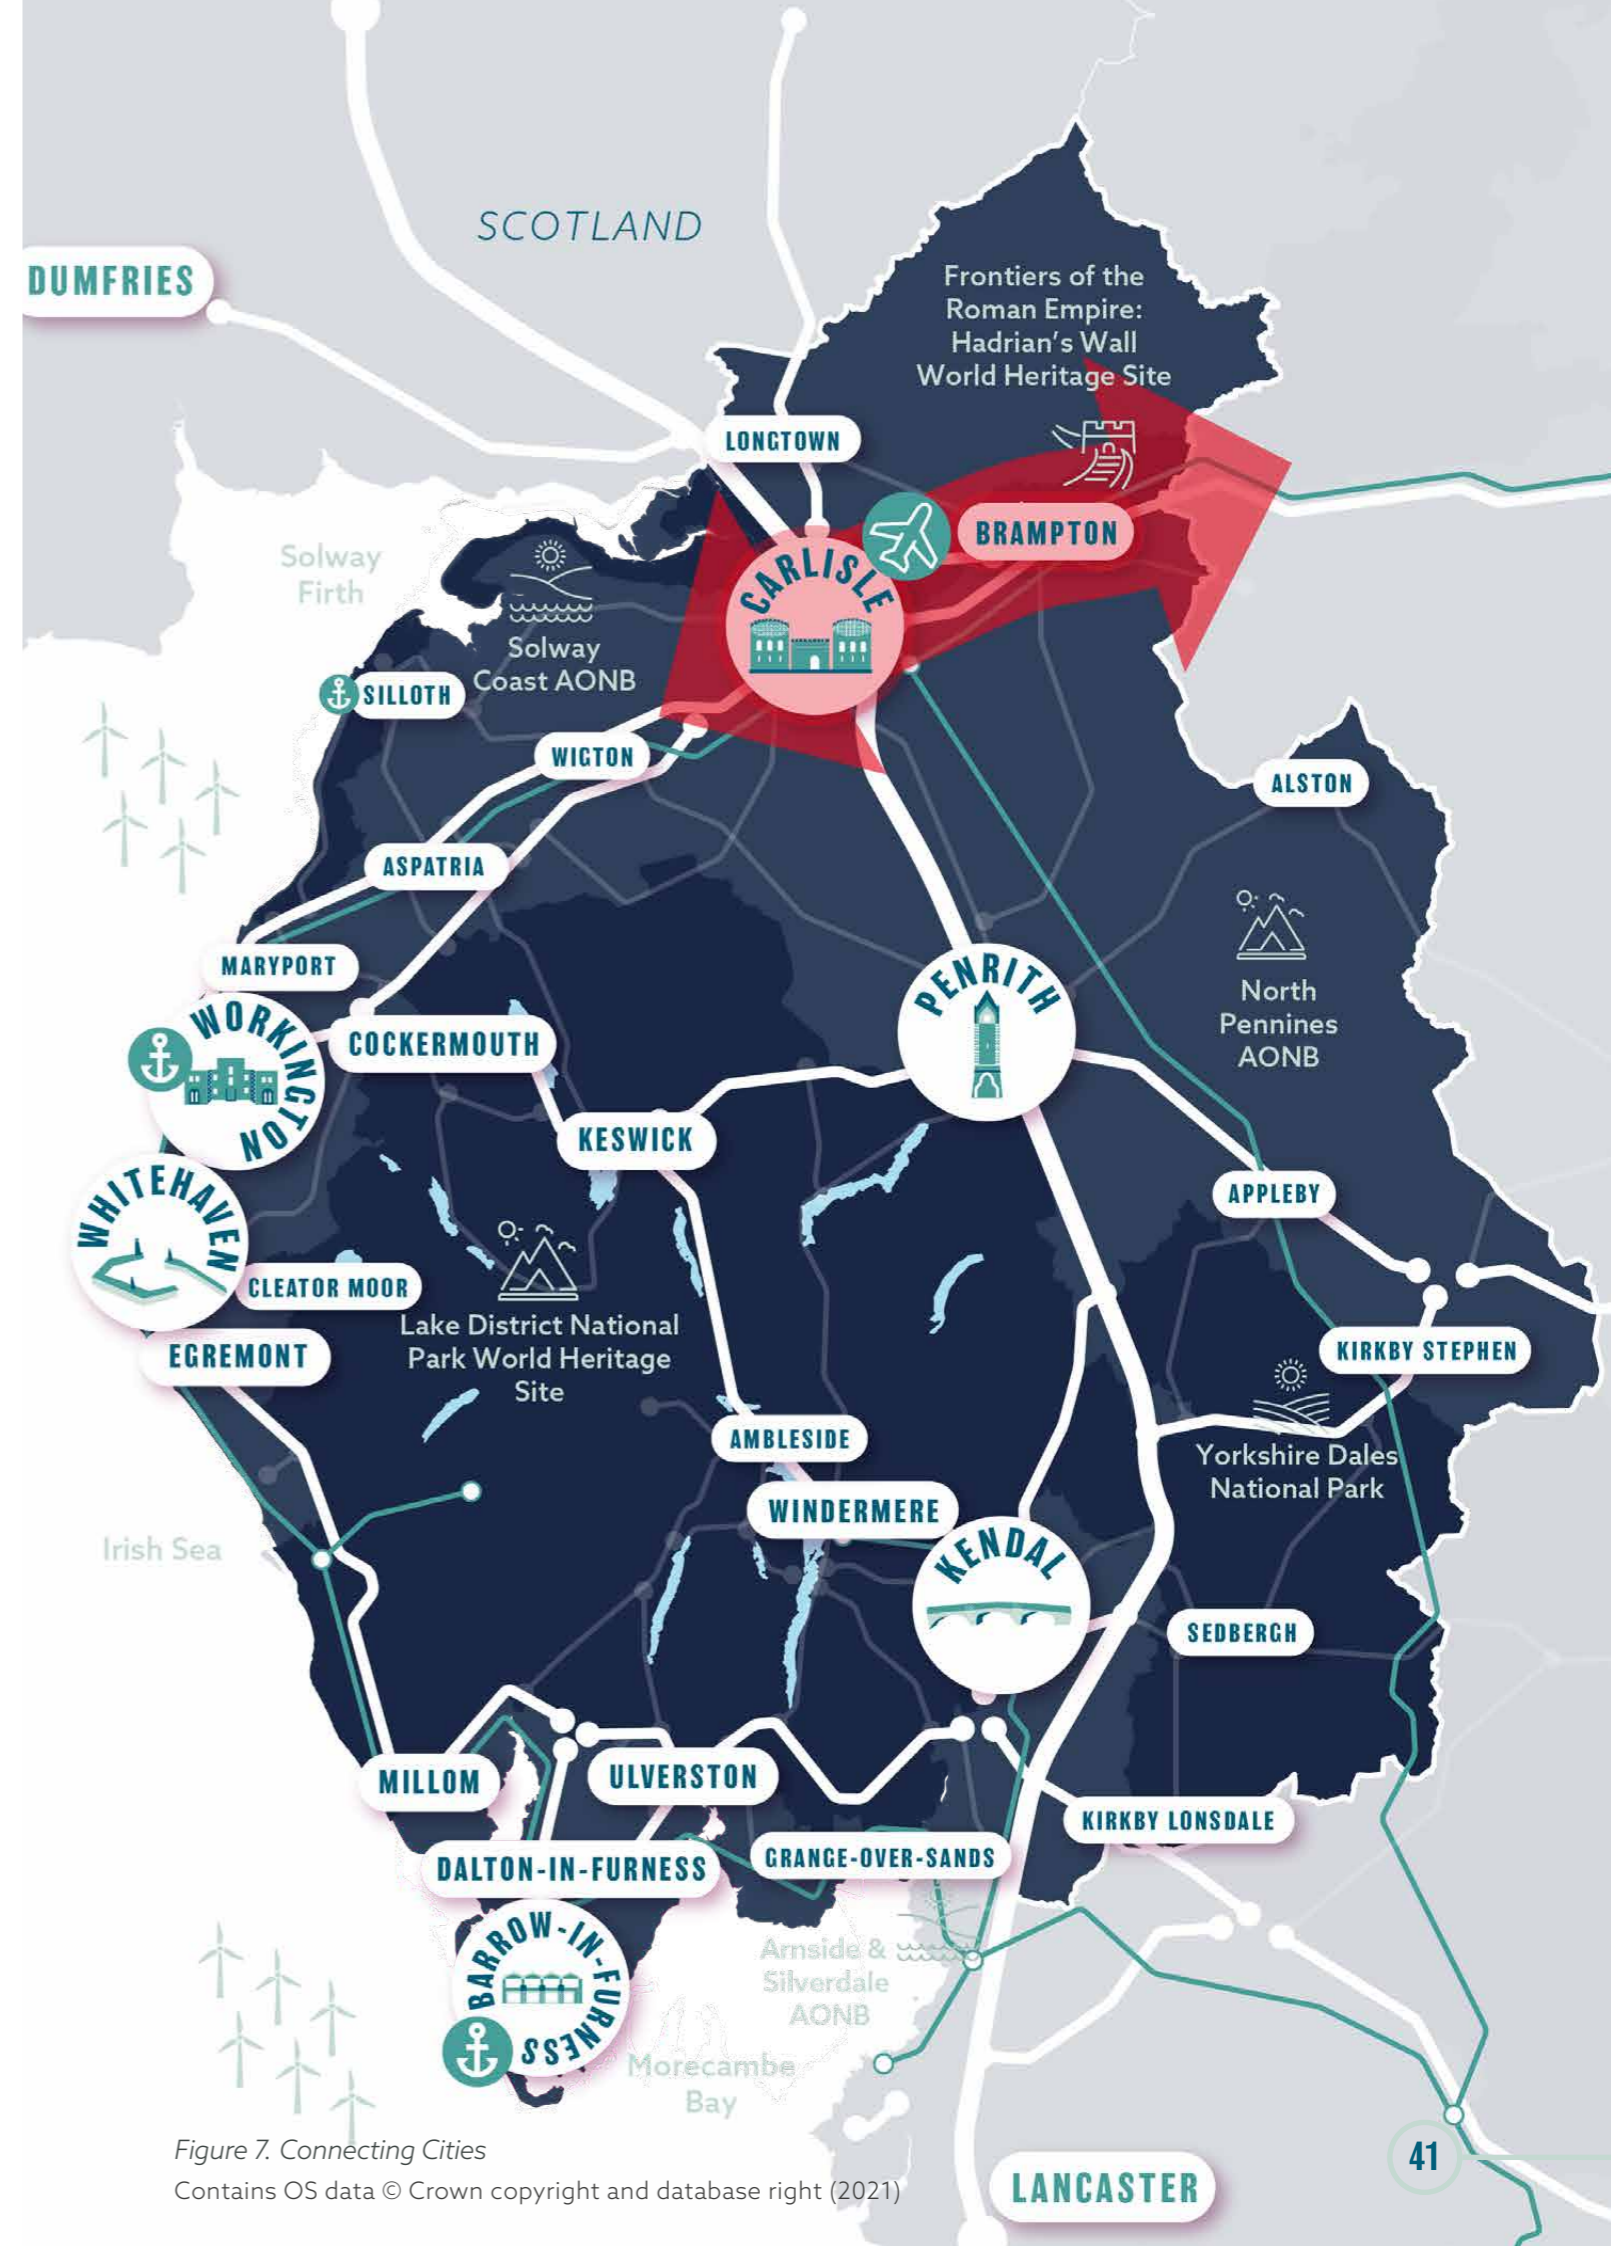 SCOTLAND
DUMFRIES
Frontiers of the
Roman Empire:
Hadrian's Wall
World Heritage Site
LONGTOWN
BRAMPTON
CARLISLE
Solway
Firth
Solway
Coast AONB
SILLOTH
WIGTON
ALSTON
ASPATRIA
MARYPORT
PENRITH
North
Pennines
AONB
WORKINGTON
COCKERMOUTH
KESWICK
APPLEBY
WHITEHAVEN
CLEATOR MOOR
Lake District National
Park World Heritage
Site
EGREMONT
KIRKBY STEPHEN
AMBLESIDE
Yorkshire Dales
National Park
WINDERMERE
Irish Sea
KENDAL
SEDBERGH
MILLOM
ULVERSTON
KIRKBY LONSDALE
DALTON-IN-FURNESS
GRANGE-OVER-SANDS
BARROW-IN-FURNESS
Arnside &
Silverdale
AONB
Morecambe
Bay
Figure 7. Connecting Cities
Contains OS data © Crown copyright and database right (2021)
LANCASTER
41